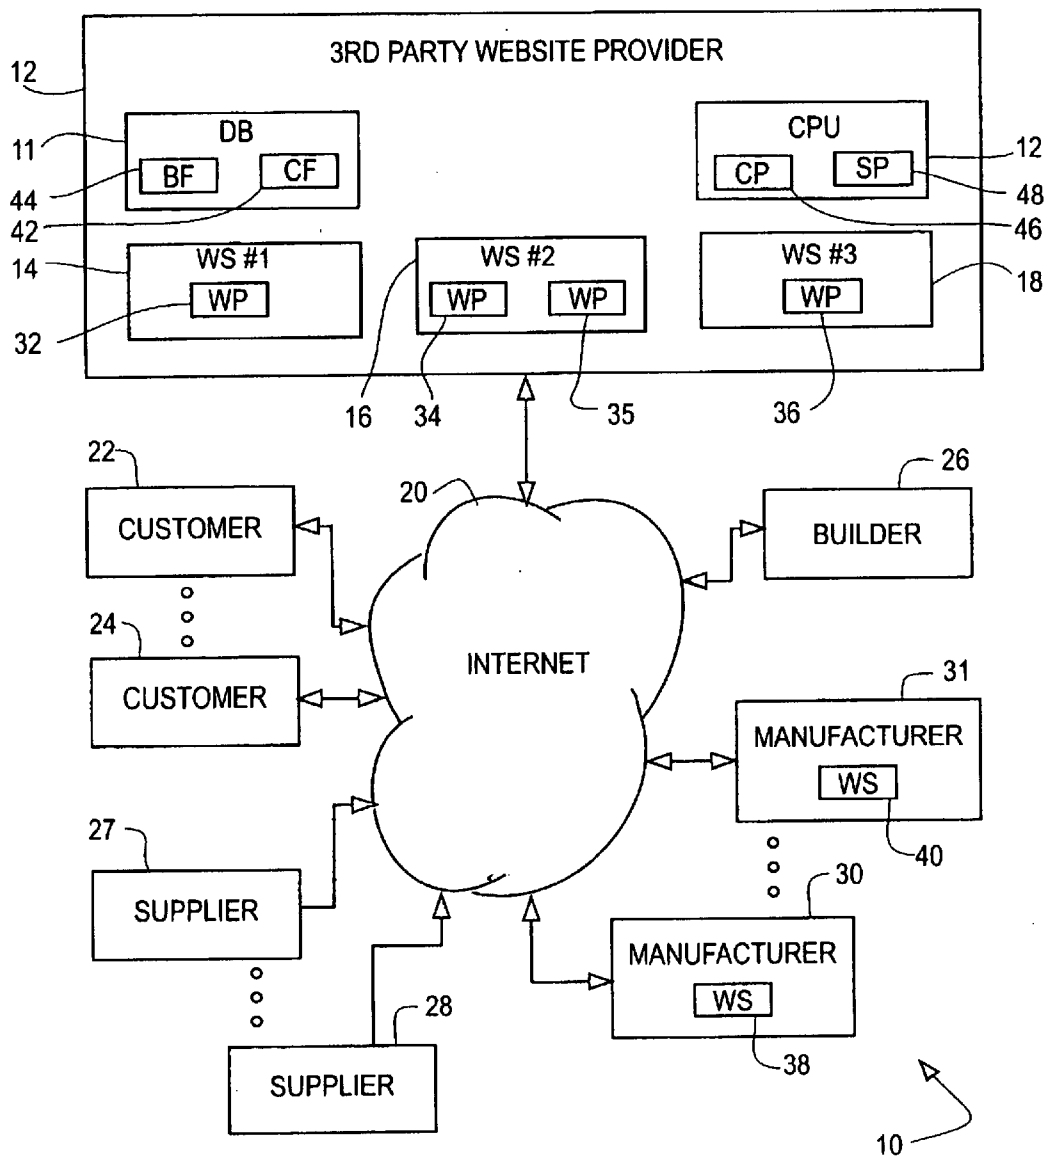 3RD PARTY WEBSITE PROVIDER
12
DB
CPU
11
BF
CF
CP
SP
12
44
42
46
48
14
WS #1
WS #2
WS #3
18
WP
WP
WP
WP
32
16
34
35
36
22
20
26
CUSTOMER
BUILDER
24
INTERNET
31
CUSTOMER
MANUFACTURER
WS
27
40
30
SUPPLIER
MANUFACTURER
WS
28
38
SUPPLIER
10